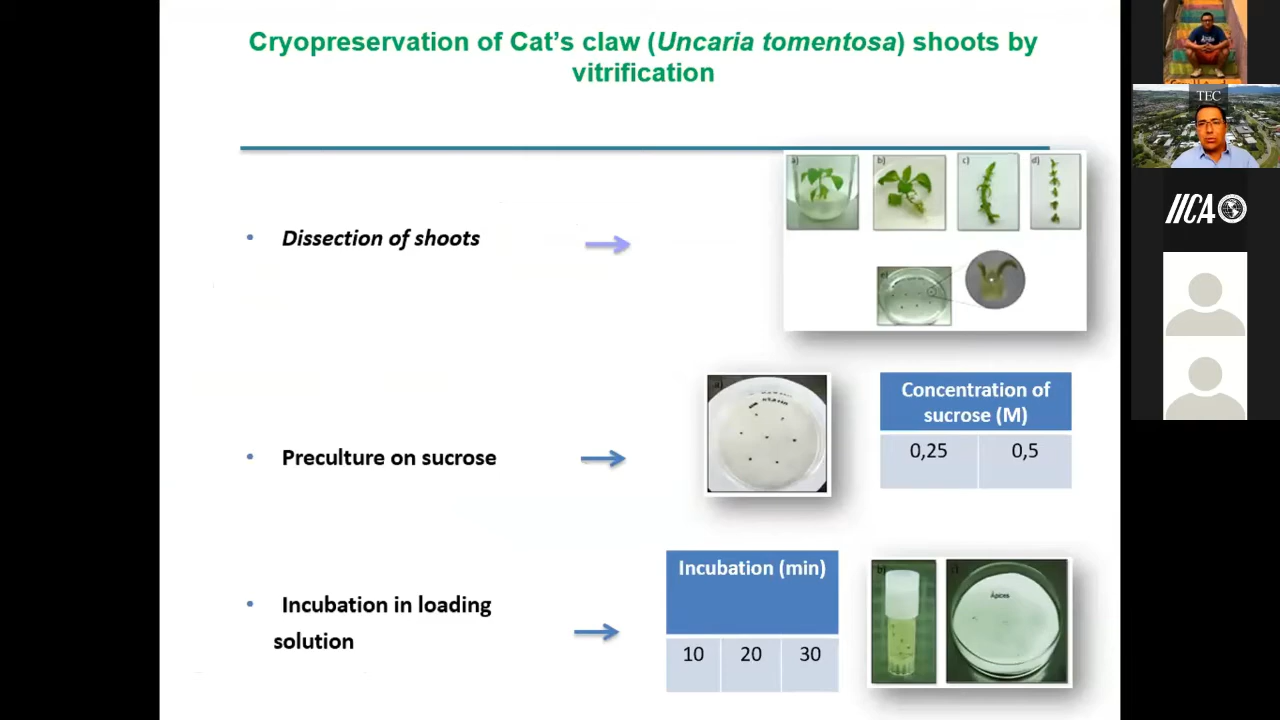 Cryopreservation of Cat's claw (Uncaria tomentosa) shoots by
vitrification
TEC
IICA
a)
b)
c)
d)
• Dissection of shoots
e)
Concentration of
sucrose (M)
0,25 0,5
a)
• Preculture on sucrose
Incubation (min)
10 20 30
b)
Ápices
• Incubation in loading
solution